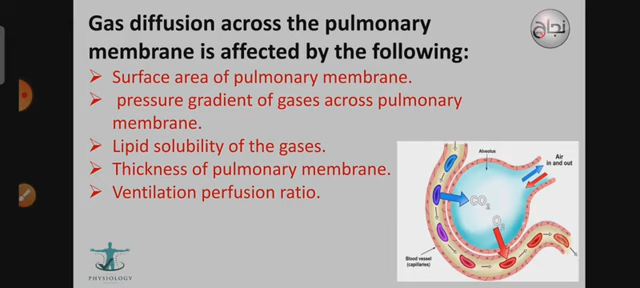 Gas diffusion across the pulmonary
membrane is affected by the following:
➢ Surface area of pulmonary membrane.
➢ pressure gradient of gases across pulmonary
membrane.
➢ Lipid solubility of the gases.
➢ Thickness of pulmonary membrane.
➢ Ventilation perfusion ratio.
نجاح
Alveolus
Air
in and out
CO2
O2
Blood vessel
(capillaries)
PHYSIOLOGY